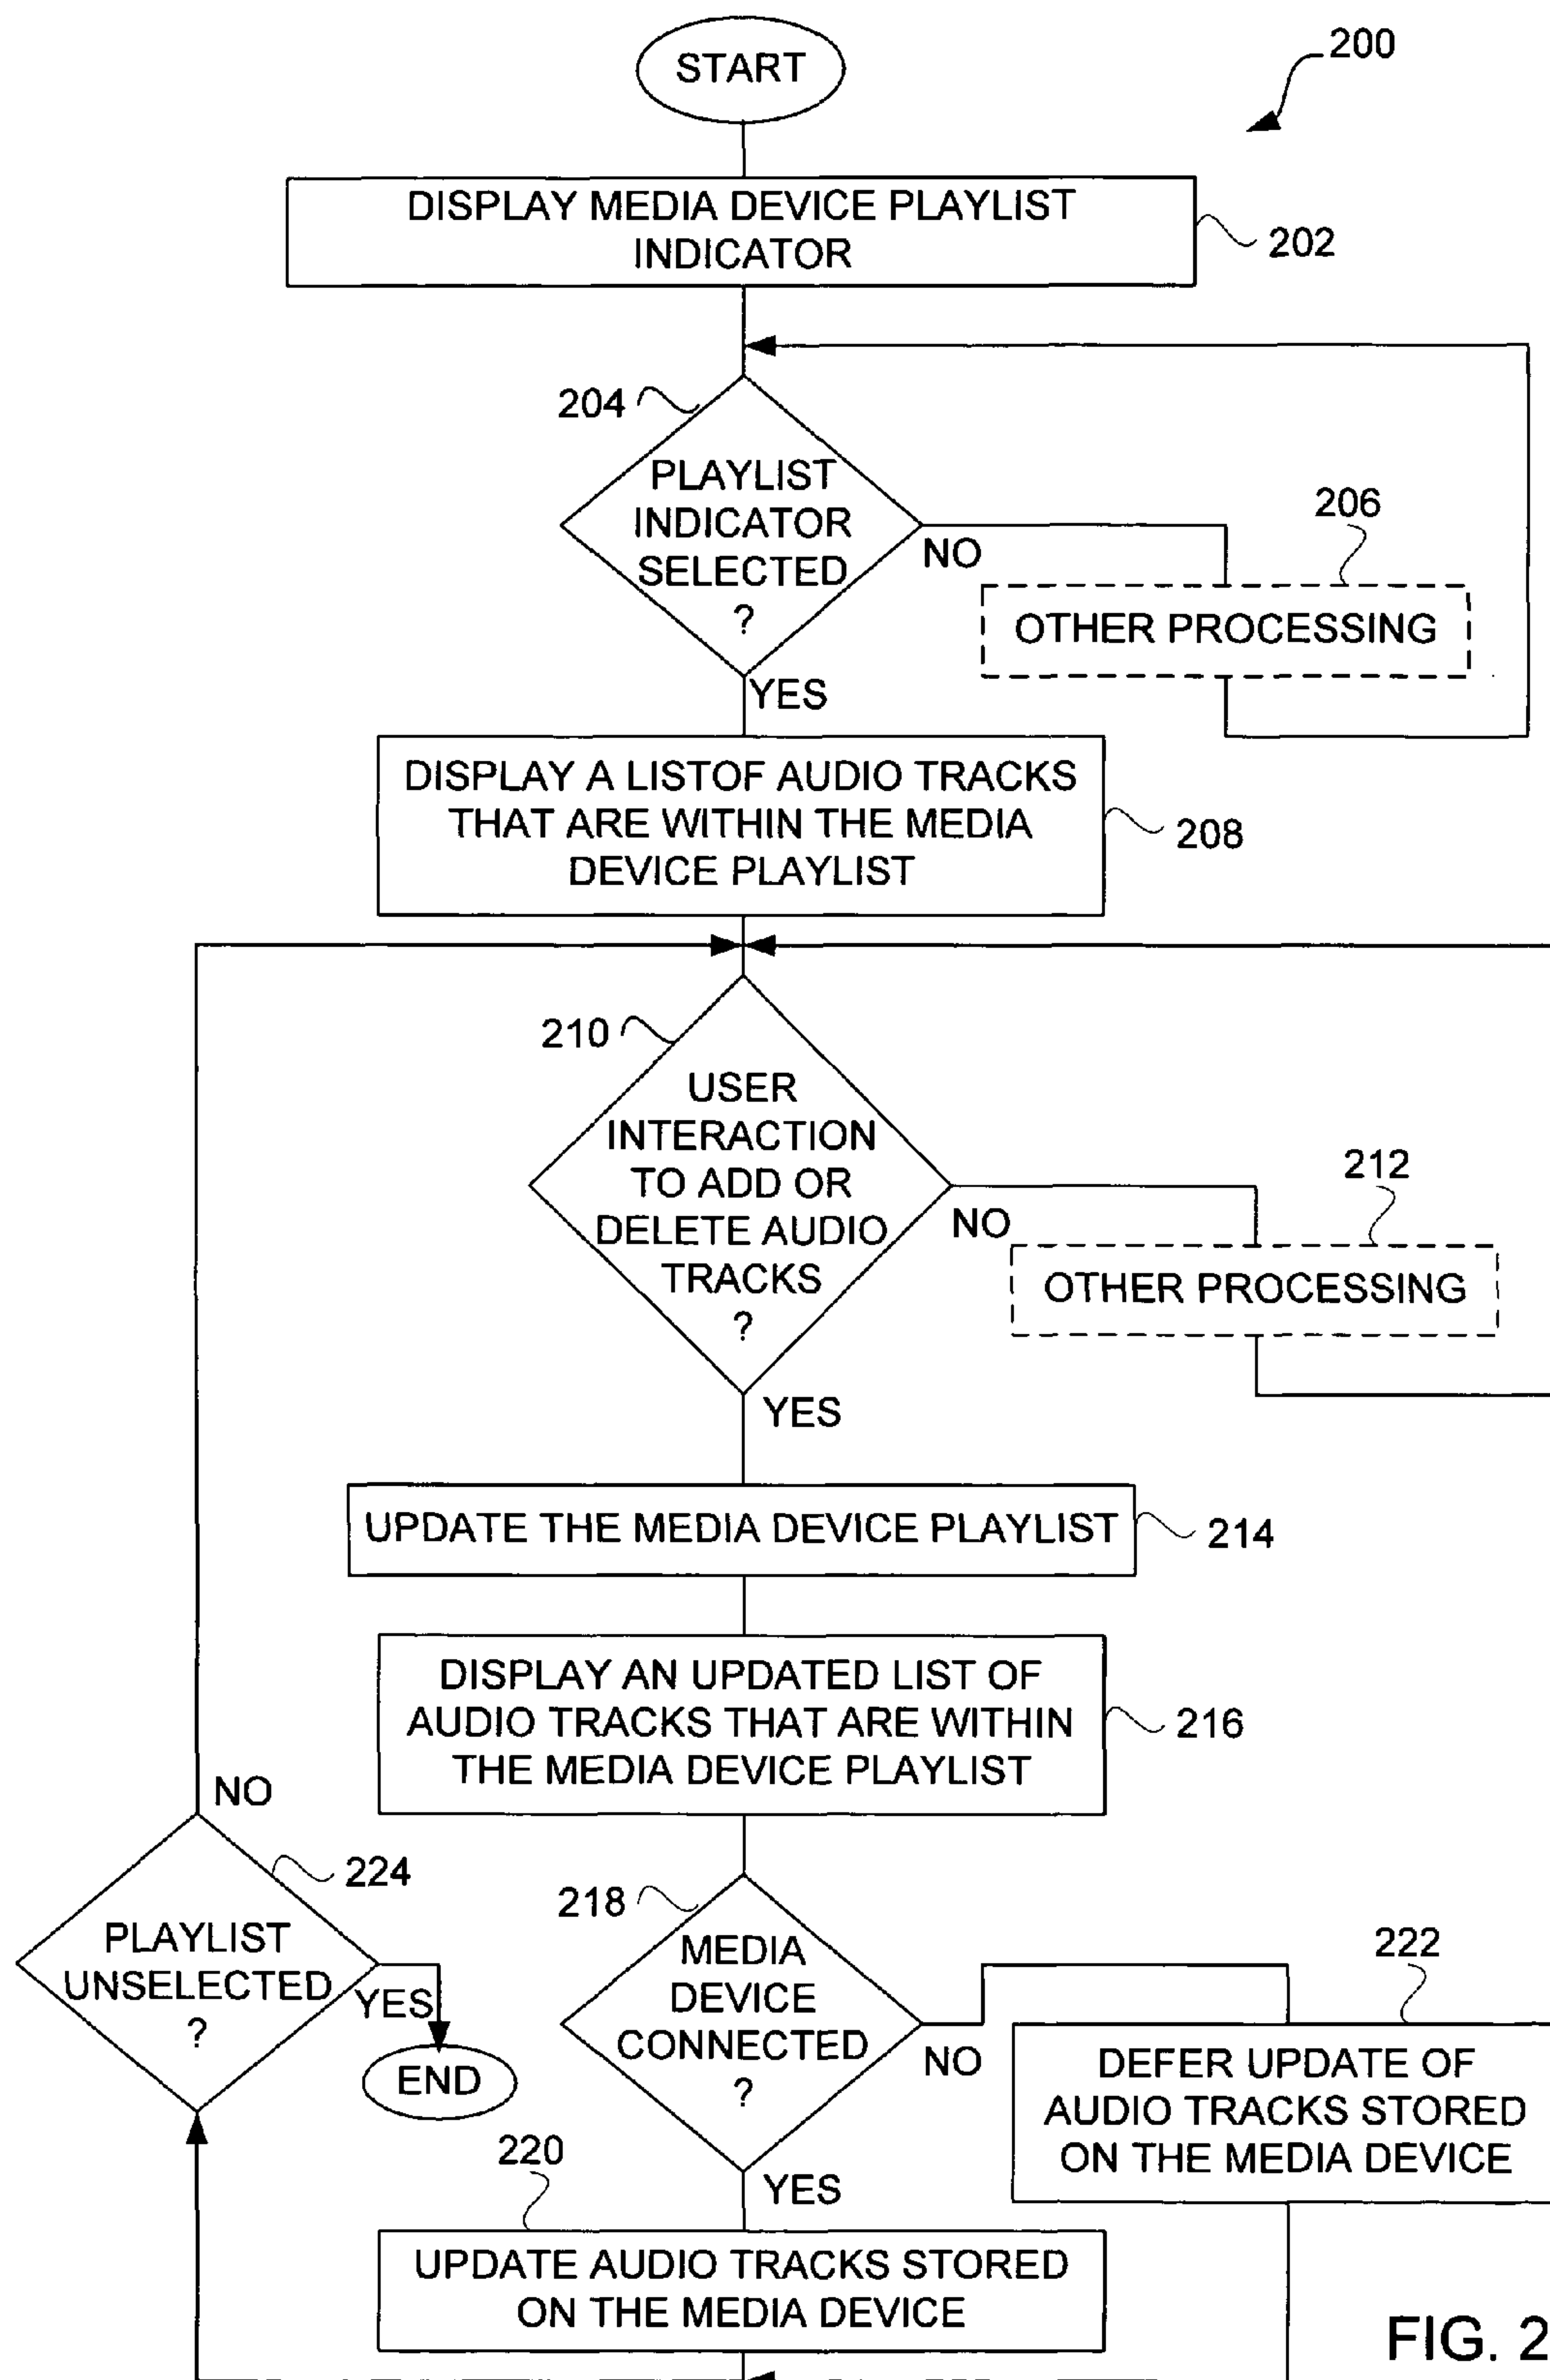 START
200
DISPLAY MEDIA DEVICE PLAYLIST
INDICATOR
202
204
PLAYLIST
INDICATOR
SELECTED
?
NO
206
OTHER PROCESSING
YES
DISPLAY A LISTOF AUDIO TRACKS
THAT ARE WITHIN THE MEDIA
DEVICE PLAYLIST
208
210
USER
INTERACTION
TO ADD OR
DELETE AUDIO
TRACKS
?
NO
212
OTHER PROCESSING
YES
UPDATE THE MEDIA DEVICE PLAYLIST
214
DISPLAY AN UPDATED LIST OF
AUDIO TRACKS THAT ARE WITHIN
THE MEDIA DEVICE PLAYLIST
216
NO
224
PLAYLIST
UNSELECTED
?
YES
END
218
MEDIA
DEVICE
CONNECTED
?
NO
222
DEFER UPDATE OF
AUDIO TRACKS STORED
ON THE MEDIA DEVICE
YES
220
UPDATE AUDIO TRACKS STORED
ON THE MEDIA DEVICE
FIG. 2